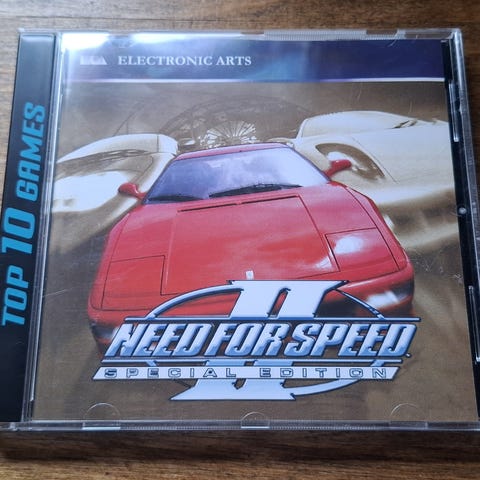 EA ELECTRONIC ARTS
TOP 10 GAMES
II
NEED FOR SPEED
SPECIAL EDITION